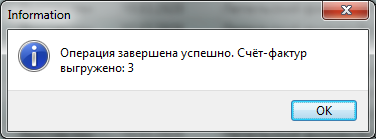 Information
Операция завершена успешно. Счёт-фактур
выгружено: 3
OK